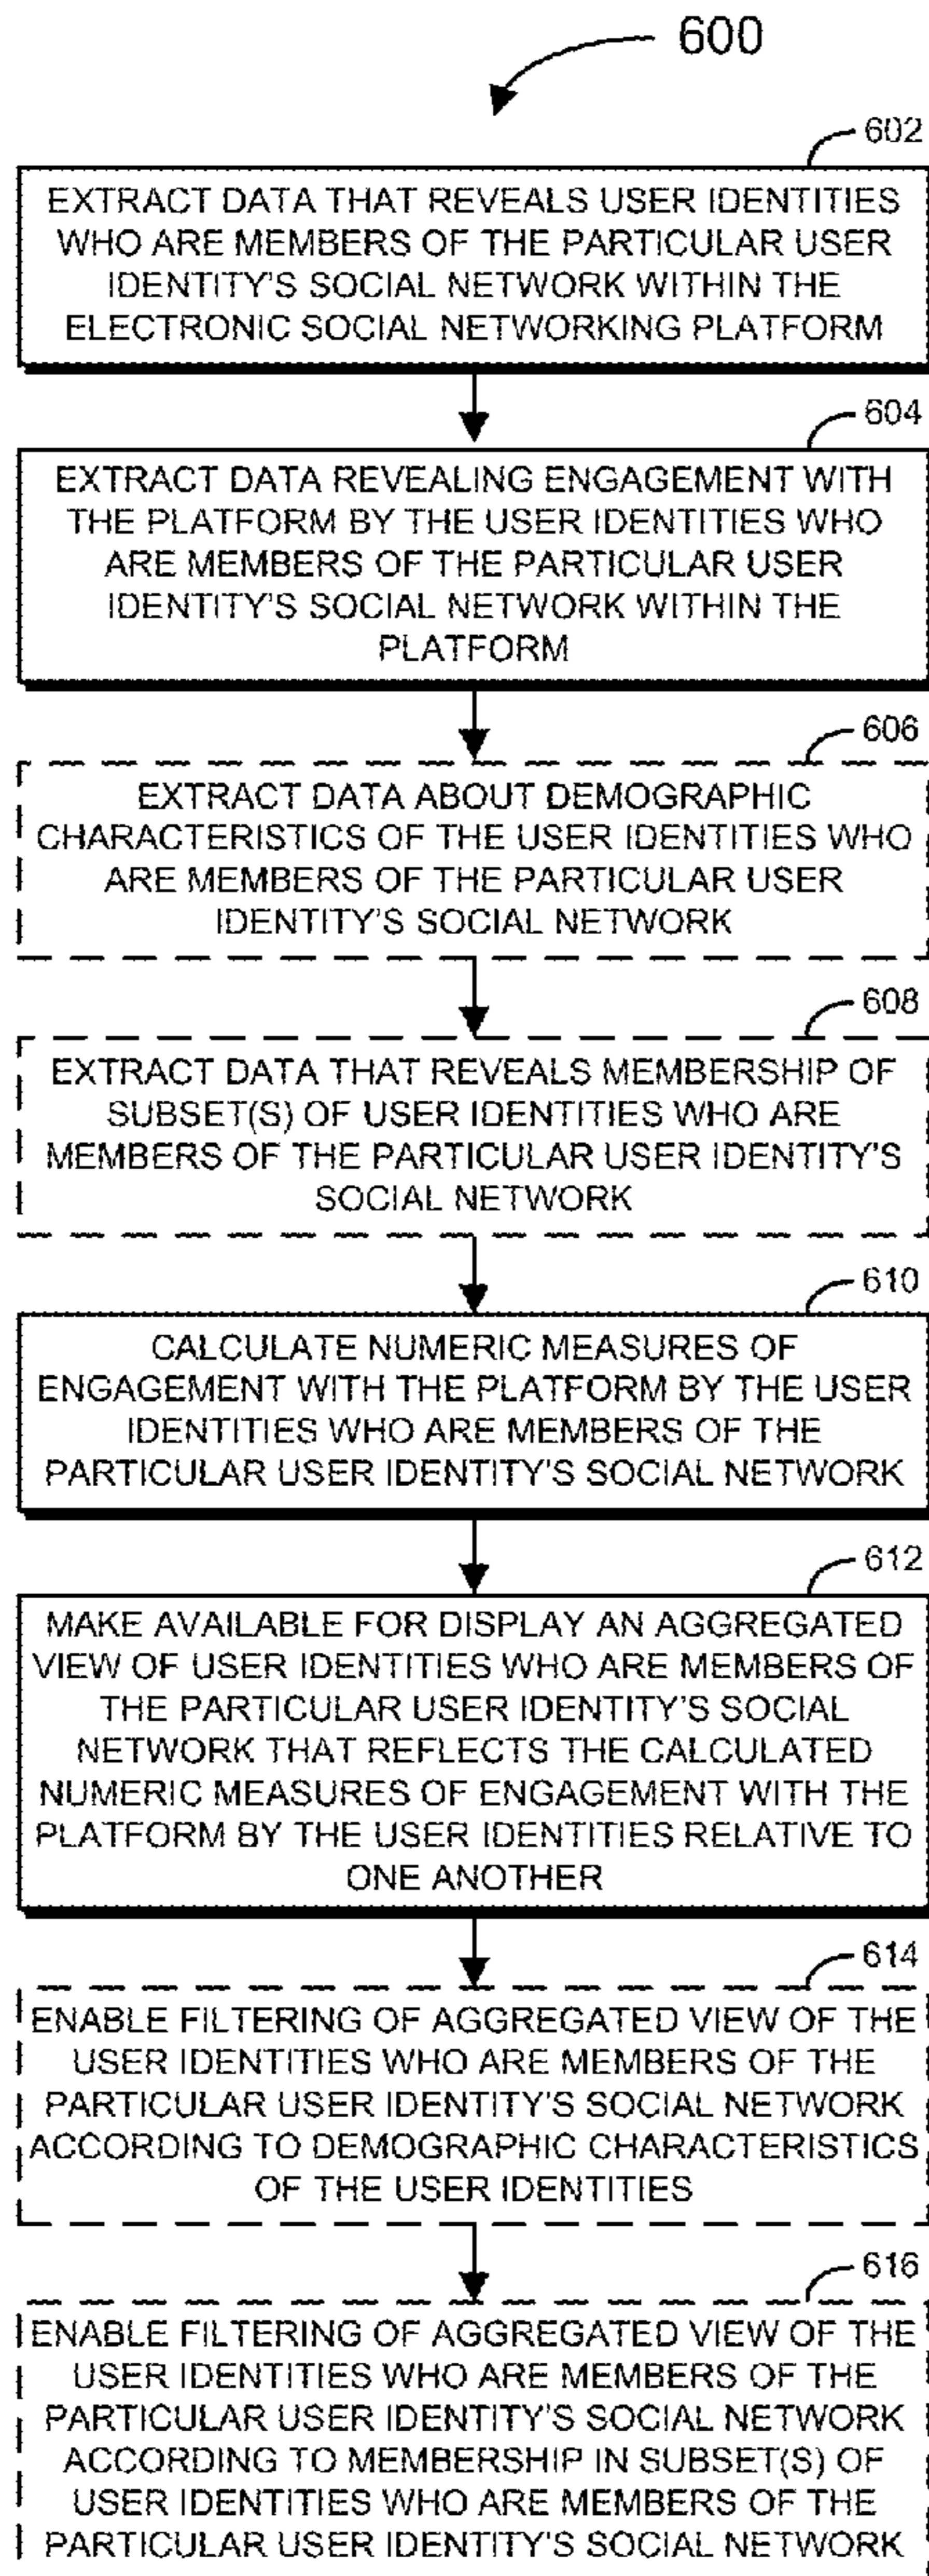 600
602
EXTRACT DATA THAT REVEALS USER IDENTITIES
WHO ARE MEMBERS OF THE PARTICULAR USER
IDENTITY'S SOCIAL NETWORK WITHIN THE
ELECTRONIC SOCIAL NETWORKING PLATFORM
604
EXTRACT DATA REVEALING ENGAGEMENT WITH
THE PLATFORM BY THE USER IDENTITIES WHO
ARE MEMBERS OF THE PARTICULAR USER
IDENTITY'S SOCIAL NETWORK WITHIN THE
PLATFORM
606
EXTRACT DATA ABOUT DEMOGRAPHIC
CHARACTERISTICS OF THE USER IDENTITIES WHO
ARE MEMBERS OF THE PARTICULAR USER
IDENTITY'S SOCIAL NETWORK
608
EXTRACT DATA THAT REVEALS MEMBERSHIP OF
SUBSET(S) OF USER IDENTITIES WHO ARE
MEMBERS OF THE PARTICULAR USER IDENTITY'S
SOCIAL NETWORK
610
CALCULATE NUMERIC MEASURES OF
ENGAGEMENT WITH THE PLATFORM BY THE USER
IDENTITIES WHO ARE MEMBERS OF THE
PARTICULAR USER IDENTITY'S SOCIAL NETWORK
612
MAKE AVAILABLE FOR DISPLAY AN AGGREGATED
VIEW OF USER IDENTITIES WHO ARE MEMBERS OF
THE PARTICULAR USER IDENTITY'S SOCIAL
NETWORK THAT REFLECTS THE CALCULATED
NUMERIC MEASURES OF ENGAGEMENT WITH THE
PLATFORM BY THE USER IDENTITIES RELATIVE TO
ONE ANOTHER
614
ENABLE FILTERING OF AGGREGATED VIEW OF THE
USER IDENTITIES WHO ARE MEMBERS OF THE
PARTICULAR USER IDENTITY'S SOCIAL NETWORK
ACCORDING TO DEMOGRAPHIC CHARACTERISTICS
OF THE USER IDENTITIES
616
ENABLE FILTERING OF AGGREGATED VIEW OF THE
USER IDENTITIES WHO ARE MEMBERS OF THE
PARTICULAR USER IDENTITY'S SOCIAL NETWORK
ACCORDING TO MEMBERSHIP IN SUBSET(S) OF
USER IDENTITIES WHO ARE MEMBERS OF THE
PARTICULAR USER IDENTITY'S SOCIAL NETWORK